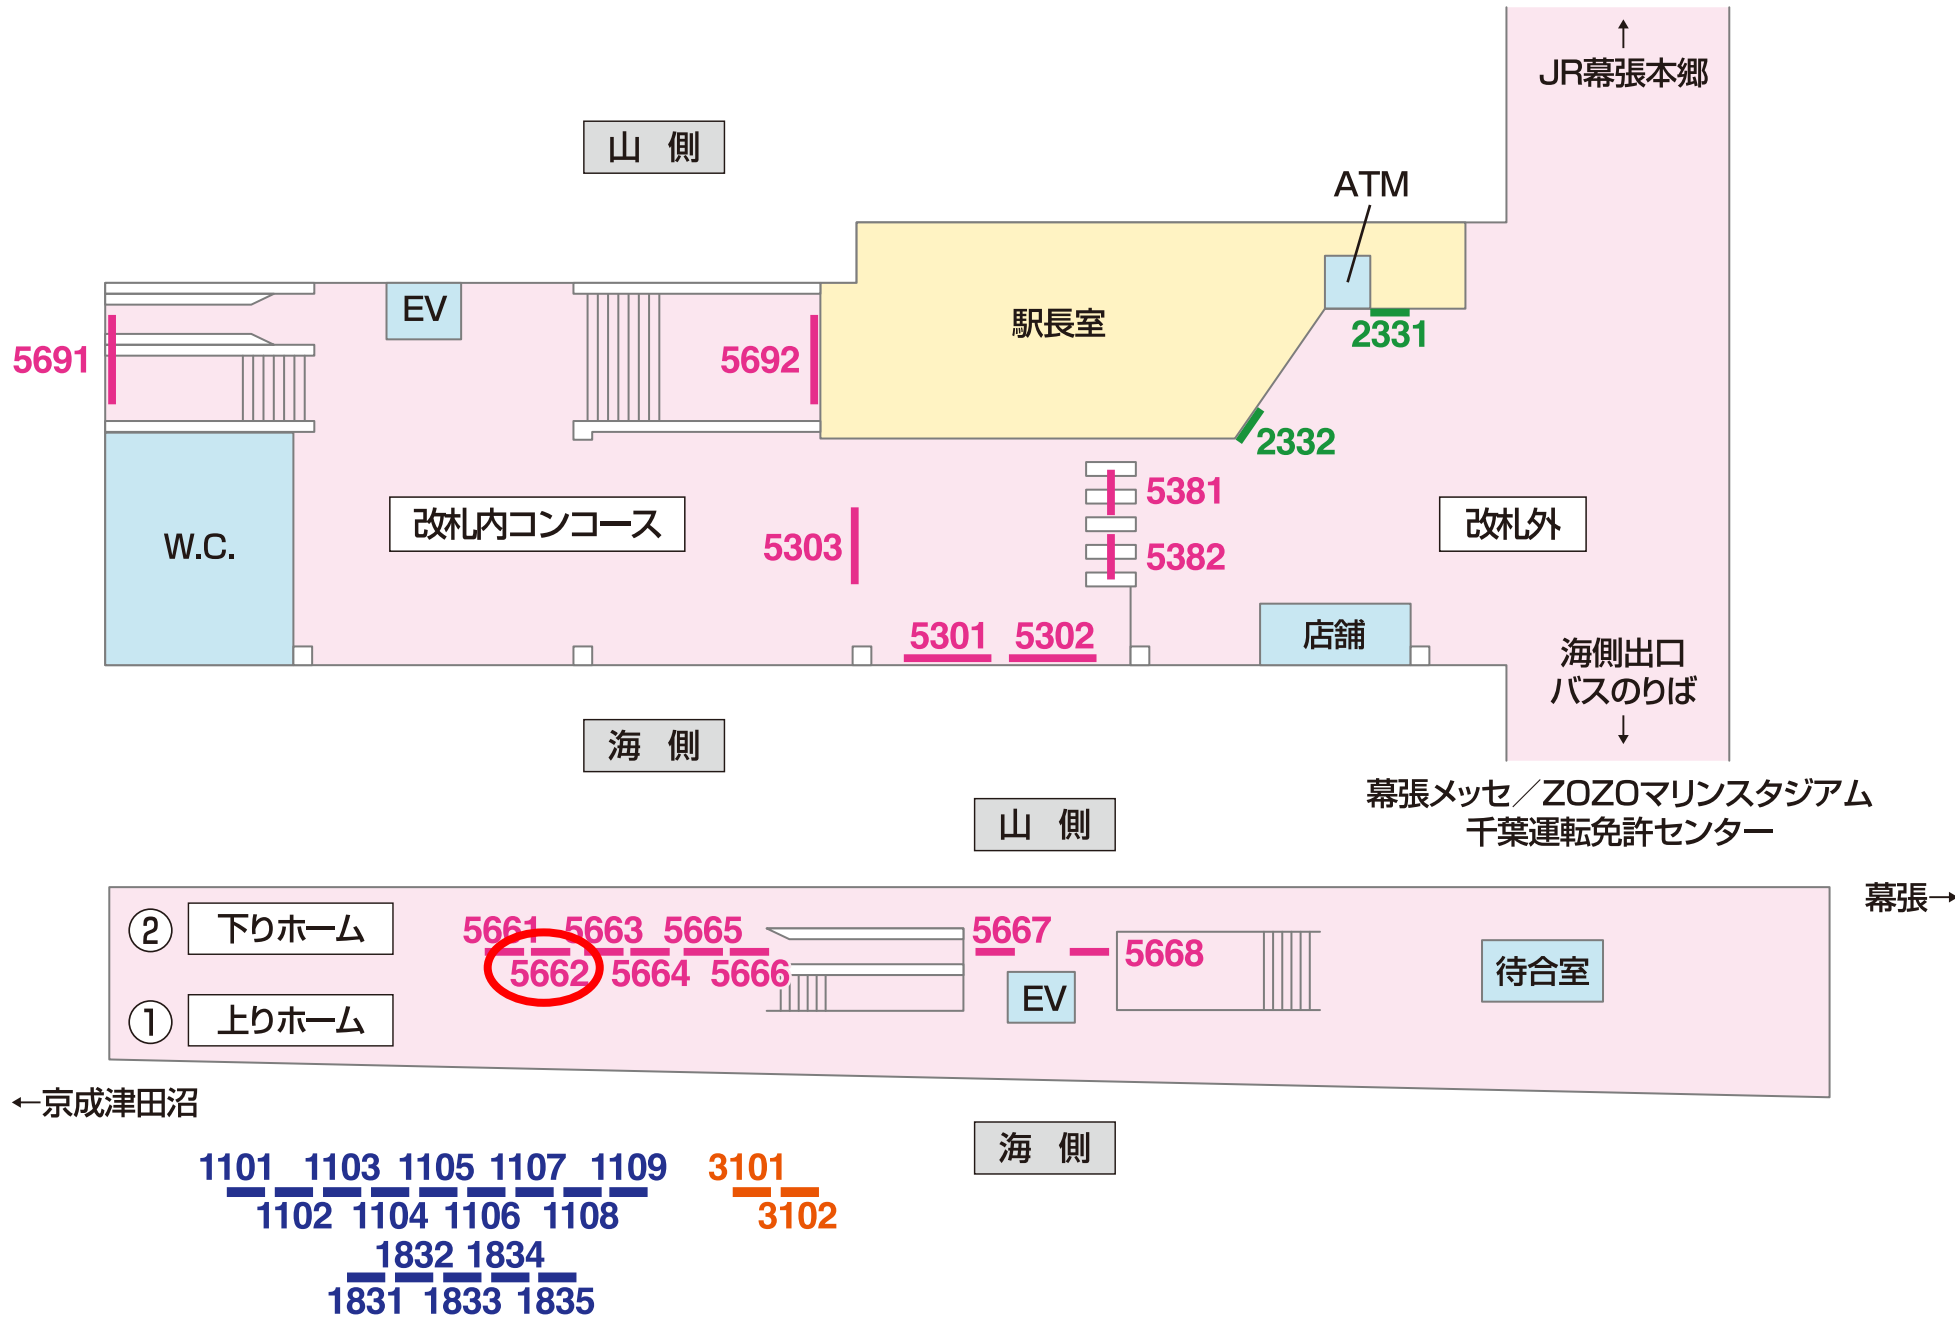 ↑
JR幕張本郷
山 側
ATM
EV
駅長室
2331
5691
5692
2332
5381
改札内コンコース
改札外
W.C.
5303
5382
5301
5302
店舗
海側出口
バスのりば
↓
海 側
幕張メッセ／ZOZOマリンスタジアム
千葉運転免許センター
山 側
幕張→
② 下りホーム
5661 5663 5665
5667
5662 5664 5666
5668
EV
待合室
① 上りホーム
←京成津田沼
海 側
1101 1103 1105 1107 1109
3101
1102 1104 1106 1108
3102
1832 1834
1831 1833 1835